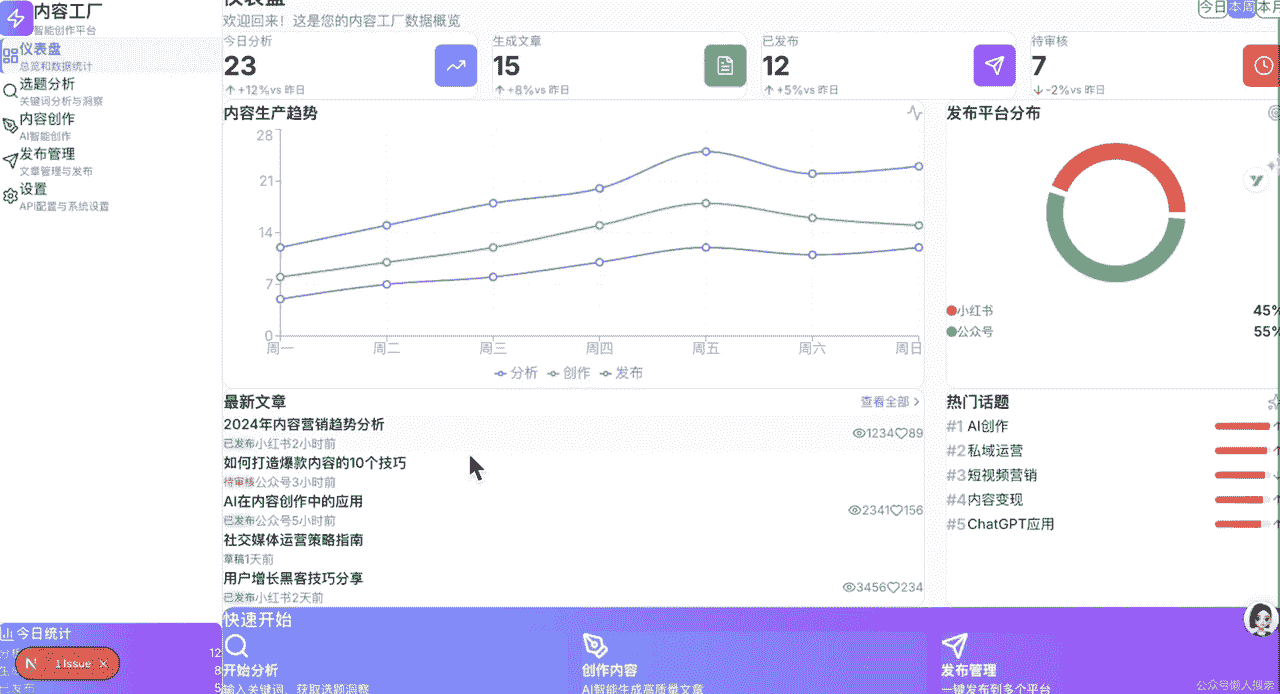 内容工厂
智能创作平台
仪表盘
总览和数据统计
选题分析
关键词分析与洞察
内容创作
AI智能创作
发布管理
文章管理与发布
设置
API配置与系统设置
今日统计
12
8
5
N 1 Issue ×
仪表盘
欢迎回来！这是您的内容工厂数据概览
今日 本周 本月
今日分析
23
↑ +12% vs 昨日
生成文章
15
↑ +8% vs 昨日
已发布
12
↑ +5% vs 昨日
待审核
7
↓ -2% vs 昨日
内容生产趋势
28
21
14
7
0
周一 周二 周三 周四 周五 周六 周日
分析 创作 发布
发布平台分布
小红书 45%
公众号 55%
最新文章 查看全部
2024年内容营销趋势分析
已发布 小红书 2小时前 1234 89
如何打造爆款内容的10个技巧
待审核 公众号 3小时前
AI在内容创作中的应用
已发布 公众号 5小时前 2341 156
社交媒体运营策略指南
草稿 1天前
用户增长黑客技巧分享
已发布 小红书 2天前 3456 234
热门话题
#1 AI创作
#2 私域运营
#3 短视频营销
#4 内容变现
#5 ChatGPT应用
快速开始
开始分析
输入关键词，获取选题洞察
创作内容
AI智能生成高质量文章
发布管理
一键发布到多个平台
公众号懒人搜索